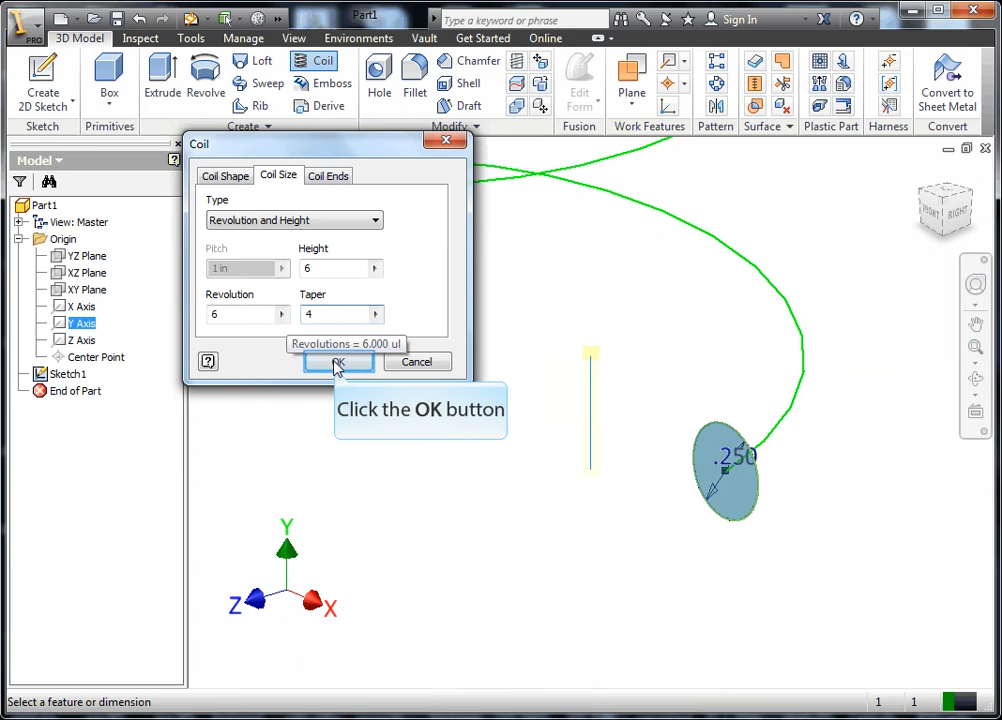 Part1
Type a keyword or phrase
Sign In
PRO
3D Model
Inspect
Tools
Manage
View
Environments
Vault
Get Started
Online
Create
2D Sketch
Box
Extrude
Revolve
Loft
Sweep
Rib
Coil
Emboss
Derive
Hole
Fillet
Chamfer
Shell
Draft
Edit
Form
Plane
Convert to
Sheet Metal
Sketch
Primitives
Create
Modify
Fusion
Work Features
Pattern
Surface
Plastic Part
Harness
Convert
Model
Part1
View: Master
Origin
YZ Plane
XZ Plane
XY Plane
X Axis
Y Axis
Z Axis
Center Point
Sketch1
End of Part
Coil
Coil Shape
Coil Size
Coil Ends
Type
Revolution and Height
Pitch
Height
1 in
6
Revolution
Taper
6
4
Revolutions = 6.000 ul
OK
Cancel
Click the OK button
.250
FRONT
RIGHT
Y
Z
X
Select a feature or dimension
1
1